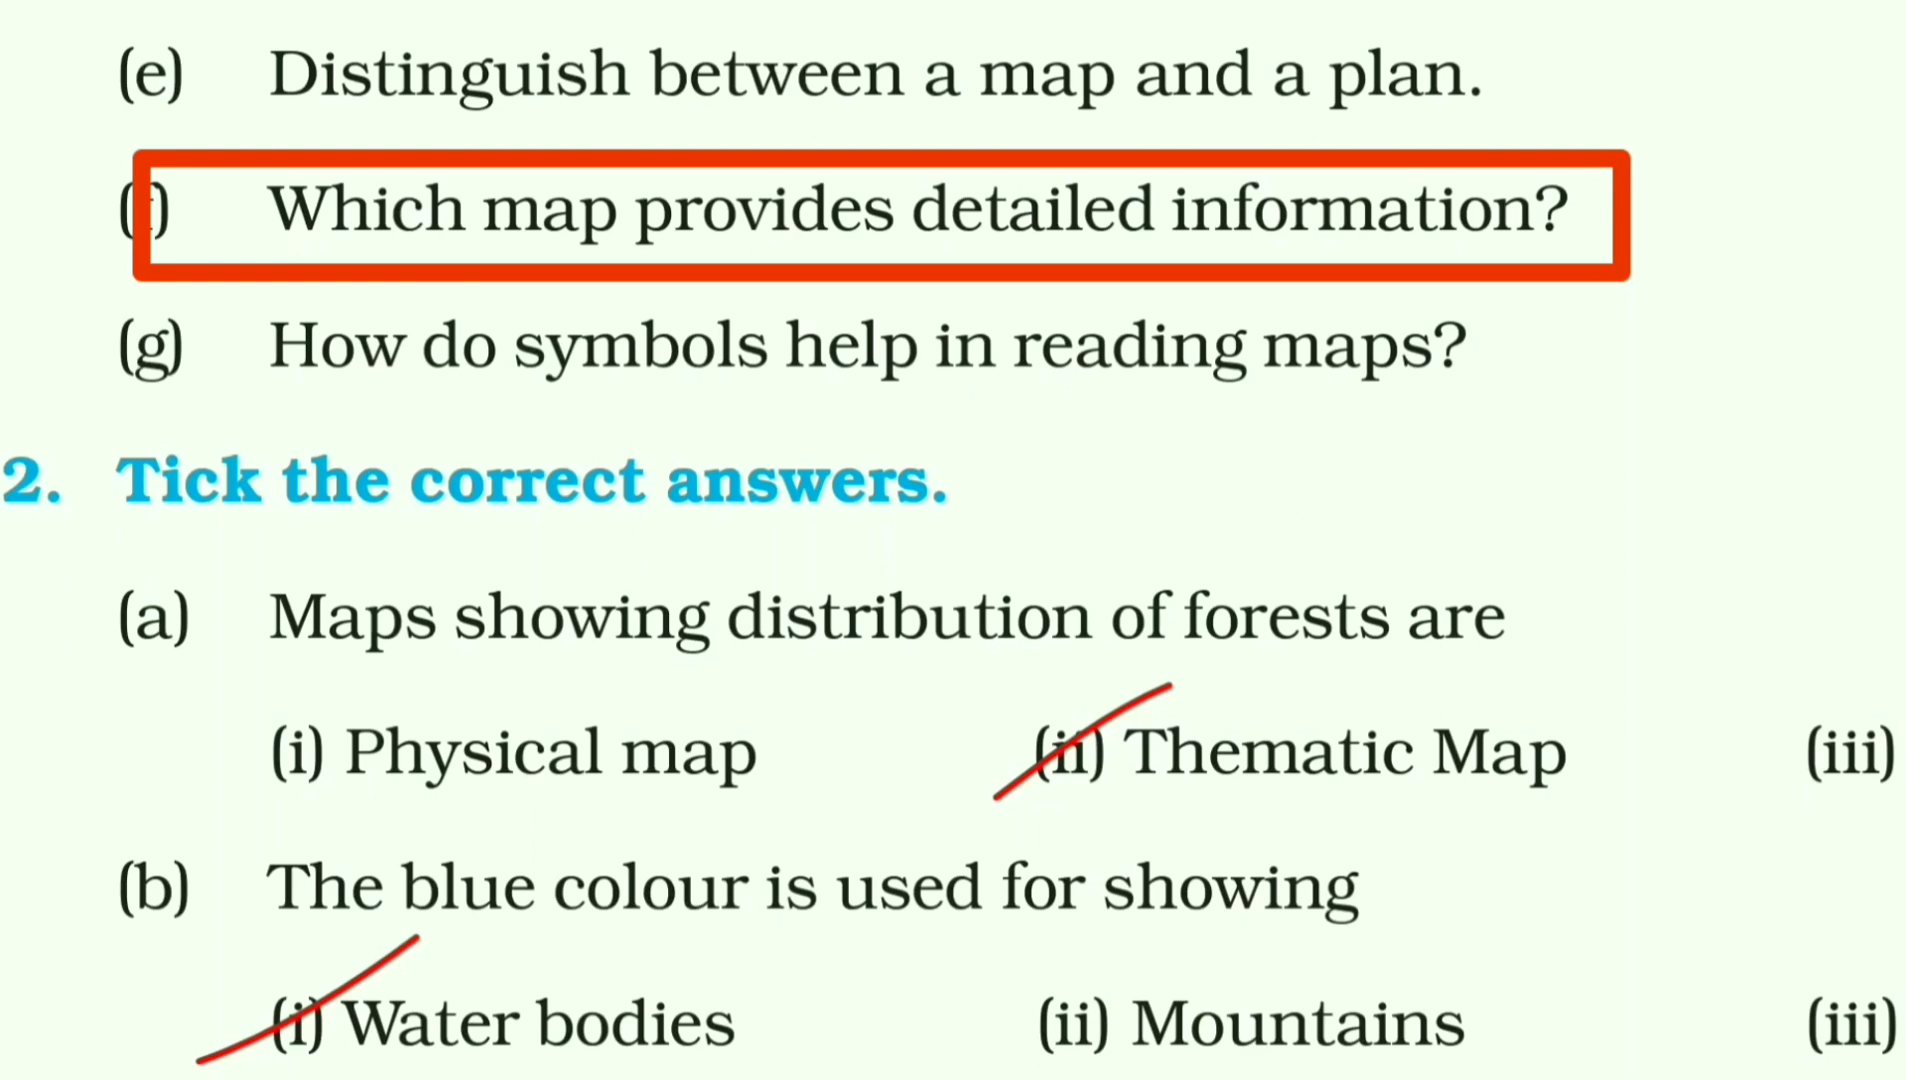 (e) Distinguish between a map and a plan.
(f) Which map provides detailed information?
(g) How do symbols help in reading maps?
2. Tick the correct answers.
(a) Maps showing distribution of forests are
(i) Physical map (ii) Thematic Map (iii)
(b) The blue colour is used for showing
(i) Water bodies (ii) Mountains (iii)